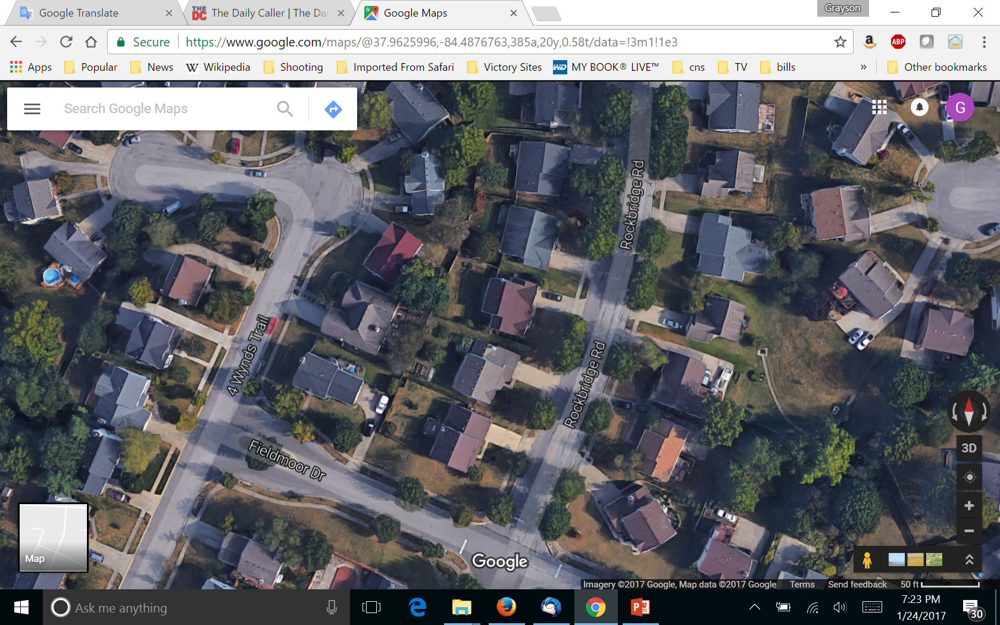 Google Translate
The Daily Caller | The Dai
Google Maps
Grayson
Secure
https://www.google.com/maps/@37.9625996,-84.4876763,385a,20y,0.58t/data=!3m1!1e3
ABP
Apps
Popular
News
W Wikipedia
Shooting
Imported From Safari
Victory Sites
WD MY BOOK® LIVE™
cns
TV
bills
»
Other bookmarks
Search Google Maps
G
Rockbridge Rd
4 Wynds Trail
Rockbridge Rd
Fieldmoor Dr
3D
Map
Google
Imagery ©2017 Google, Map data ©2017 Google
Terms
Send feedback
50 ft
Ask me anything
7:23 PM
1/24/2017
30